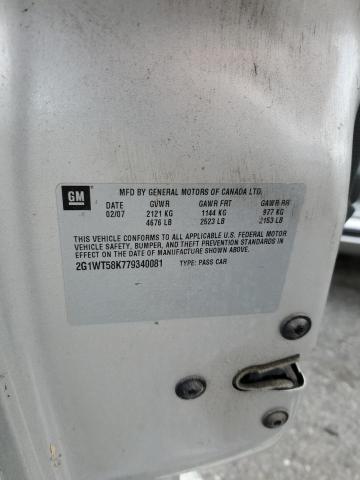 GM
MFD BY GENERAL MOTORS OF CANADA LTD.
DATE GVWR GAWR FRT GAWR RR
02/07 2121 KG 1144 KG 977 KG
4676 LB 2523 LB 2153 LB
THIS VEHICLE CONFORMS TO ALL APPLICABLE U.S. FEDERAL MOTOR
VEHICLE SAFETY, BUMPER, AND THEFT PREVENTION STANDARDS IN
EFFECT ON THE DATE OF MANUFACTURE SHOWN ABOVE.
2G1WT58K779340081 TYPE: PASS CAR